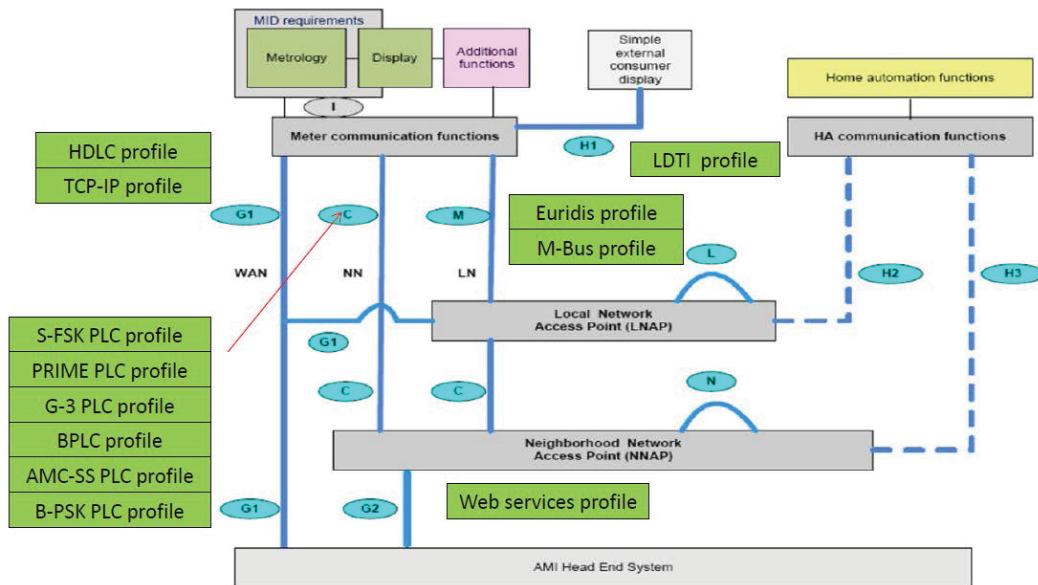 MID requirements
Metrology
Display
Additional
functions
Simple
external
consumer
display
Home automation functions
I
Meter communication functions
HA communication functions
H1
HDLC profile
TCP-IP profile
LDTI profile
G1
C
M
Euridis profile
M-Bus profile
L
H2
H3
WAN
NN
LN
Local Network
Access Point (LNAP)
G1
S-FSK PLC profile
PRIME PLC profile
G-3 PLC profile
BPLC profile
AMC-SS PLC profile
B-PSK PLC profile
C
C
N
Neighborhood Network
Access Point (NNAP)
G1
G2
Web services profile
AMI Head End System